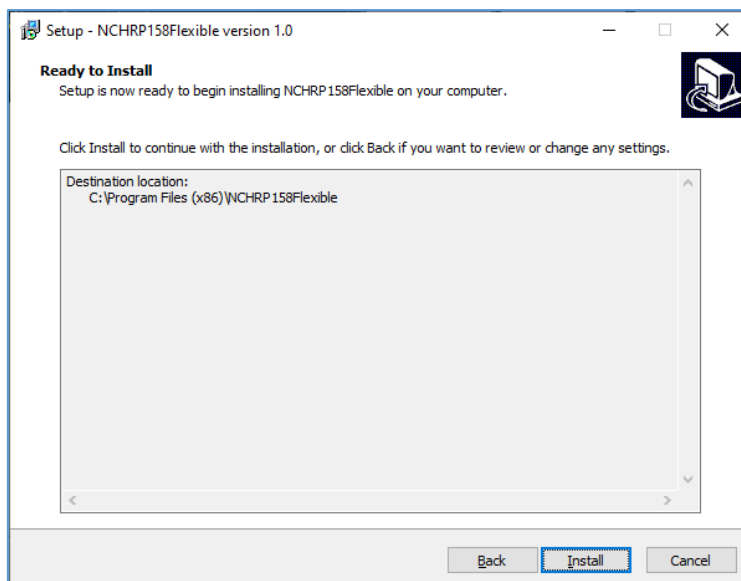 Setup - NCHRP158Flexible version 1.0
Ready to Install
Setup is now ready to begin installing NCHRP158Flexible on your computer.
Click Install to continue with the installation, or click Back if you want to review or change any settings.
Destination location:
C:\Program Files (x86)\NCHRP158Flexible
Back
Install
Cancel